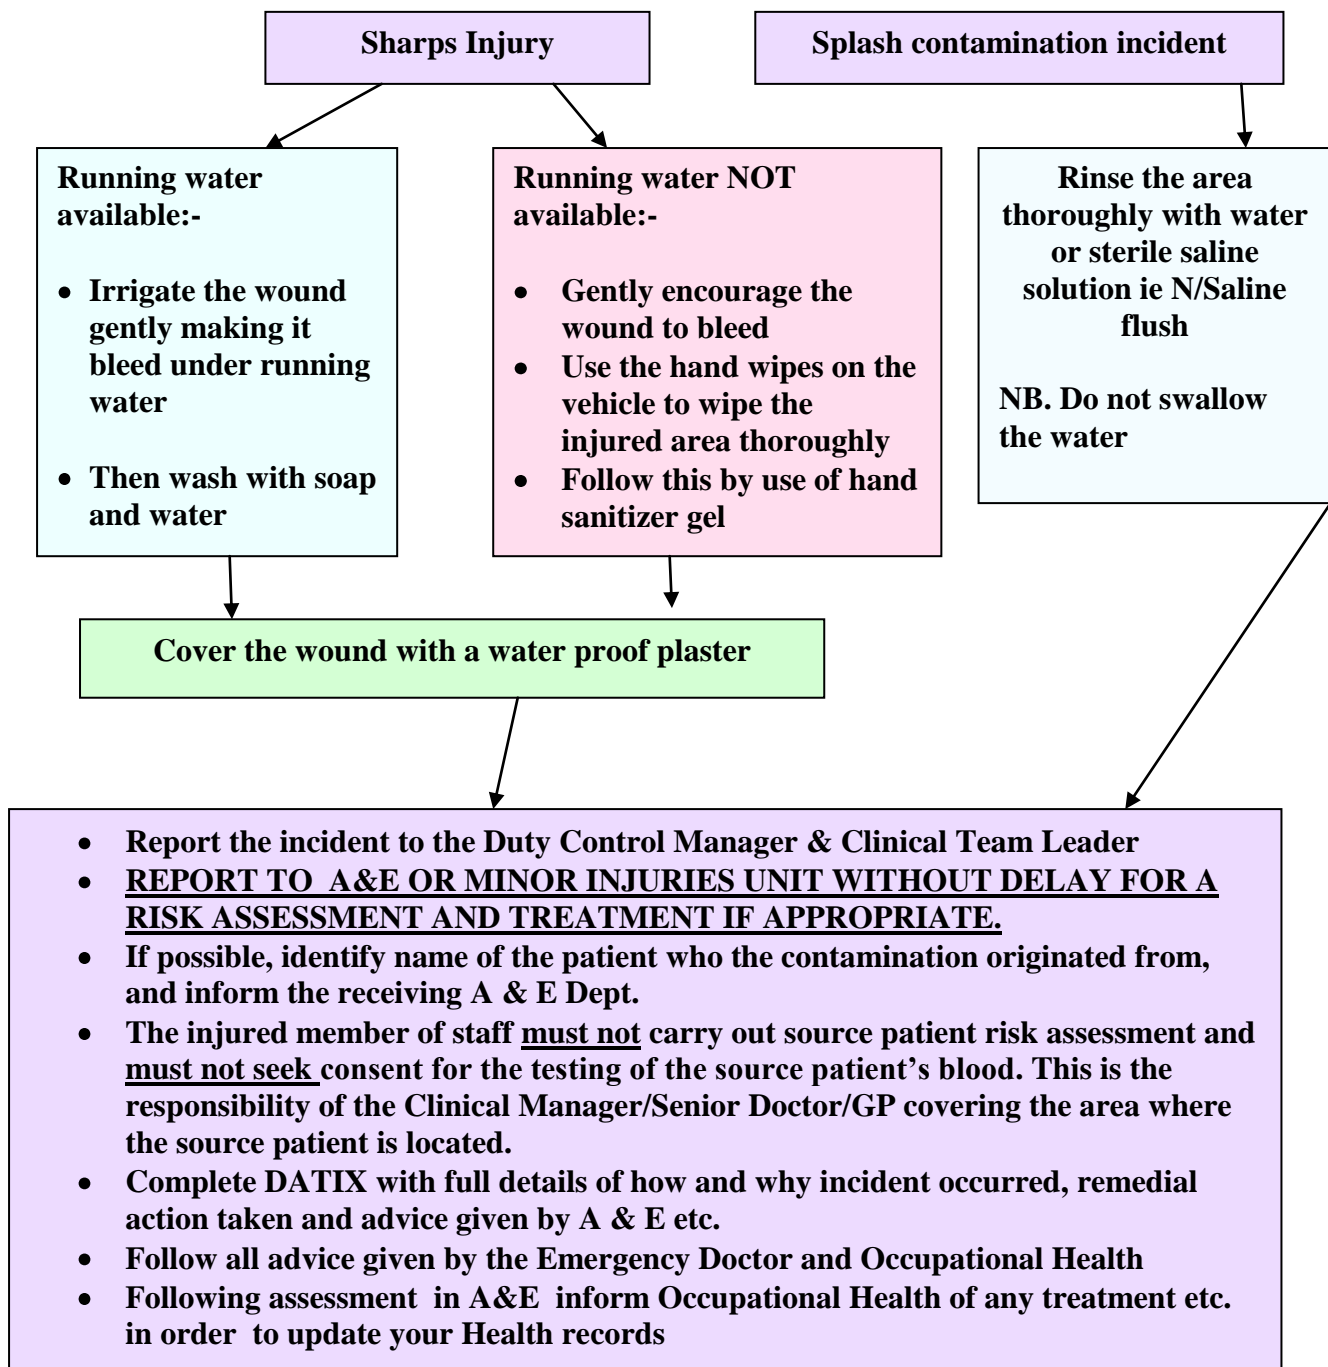 Sharps Injury
Splash contamination incident
Running water
available:-
• Irrigate the wound
gently making it
bleed under running
water
• Then wash with soap
and water
Running water NOT
available:-
• Gently encourage the
wound to bleed
• Use the hand wipes on the
vehicle to wipe the
injured area thoroughly
• Follow this by use of hand
sanitizer gel
Rinse the area
thoroughly with water
or sterile saline
solution ie N/Saline
flush
NB. Do not swallow
the water
Cover the wound with a water proof plaster
• Report the incident to the Duty Control Manager & Clinical Team Leader
• REPORT TO A&E OR MINOR INJURIES UNIT WITHOUT DELAY FOR A
RISK ASSESSMENT AND TREATMENT IF APPROPRIATE.
• If possible, identify name of the patient who the contamination originated from,
and inform the receiving A & E Dept.
• The injured member of staff must not carry out source patient risk assessment and
must not seek consent for the testing of the source patient’s blood. This is the
responsibility of the Clinical Manager/Senior Doctor/GP covering the area where
the source patient is located.
• Complete DATIX with full details of how and why incident occurred, remedial
action taken and advice given by A & E etc.
• Follow all advice given by the Emergency Doctor and Occupational Health
• Following assessment in A&E inform Occupational Health of any treatment etc.
in order to update your Health records